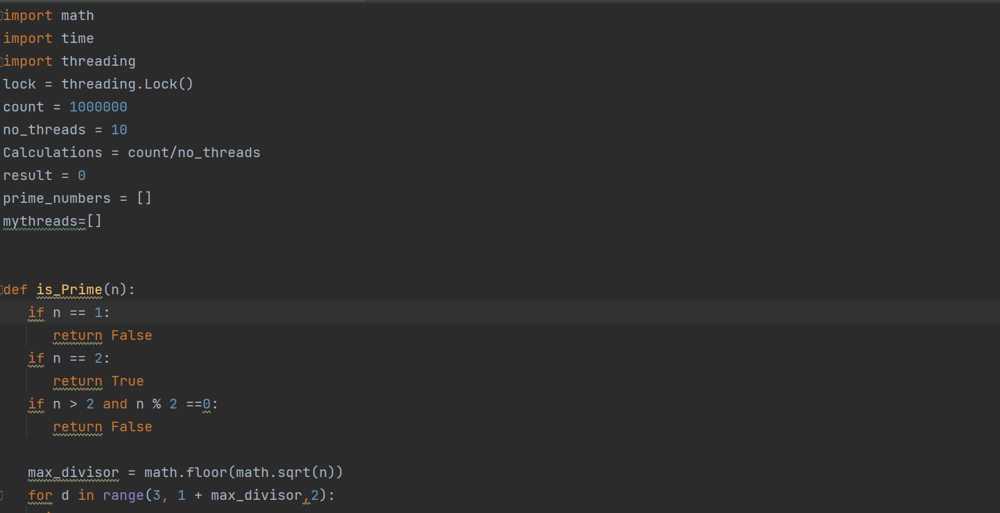 import math
import time
import threading
lock = threading.Lock()
count = 1000000
no_threads = 10
Calculations = count/no_threads
result = 0
prime_numbers = []
mythreads=[]
def is_Prime(n):
   if n == 1:
      return False
   if n == 2:
      return True
   if n > 2 and n % 2 ==0:
      return False
   max_divisor = math.floor(math.sqrt(n))
   for d in range(3, 1 + max_divisor,2):